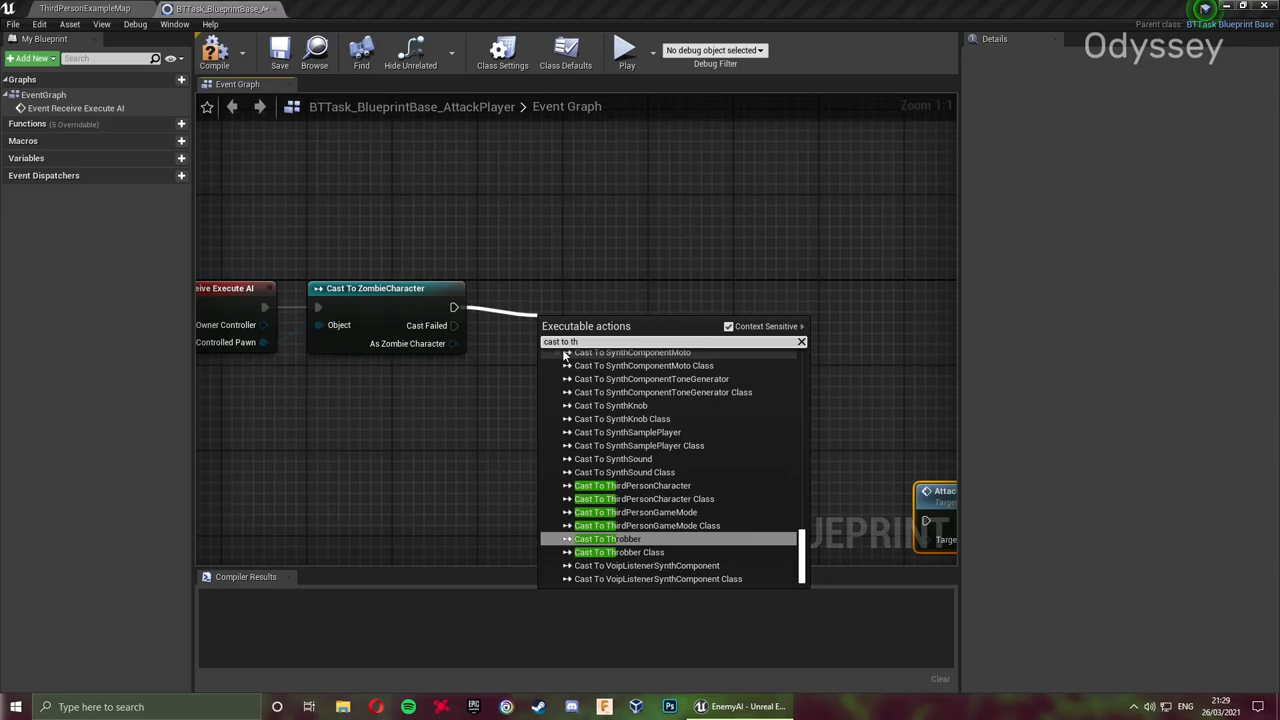 ThirdPersonExampleMap
BTTask_BlueprintBase_A
File Edit Asset View Debug Window Help
Parent class: BTTask Blueprint Base
My Blueprint
Add New
Search
Compile
Save
Browse
Find
Hide Unrelated
Class Settings
Class Defaults
Play
No debug object selected
Debug Filter
Details
Odyssey
Graphs
EventGraph
Event Receive Execute AI
Functions (5 Overridable)
Macros
Variables
Event Dispatchers
Event Graph
BTTask_BlueprintBase_AttackPlayer > Event Graph
Zoom 1:1
eive Execute AI
Owner Controller
Controlled Pawn
Cast To ZombieCharacter
Object
Cast Failed
As Zombie Character
Executable actions
Context Sensitive
cast to th
Cast To SynthComponentMoto
Cast To SynthComponentMoto Class
Cast To SynthComponentToneGenerator
Cast To SynthComponentToneGenerator Class
Cast To SynthKnob
Cast To SynthKnob Class
Cast To SynthSamplePlayer
Cast To SynthSamplePlayer Class
Cast To SynthSound
Cast To SynthSound Class
Cast To ThirdPersonCharacter
Cast To ThirdPersonCharacter Class
Cast To ThirdPersonGameMode
Cast To ThirdPersonGameMode Class
Cast To Throbber
Cast To Throbber Class
Cast To VoipListenerSynthComponent
Cast To VoipListenerSynthComponent Class
Attac
Targe
Targe
EPRINT
Compiler Results
Clear
Type here to search
EnemyAI - Unreal E...
ENG
21:29
26/03/2021